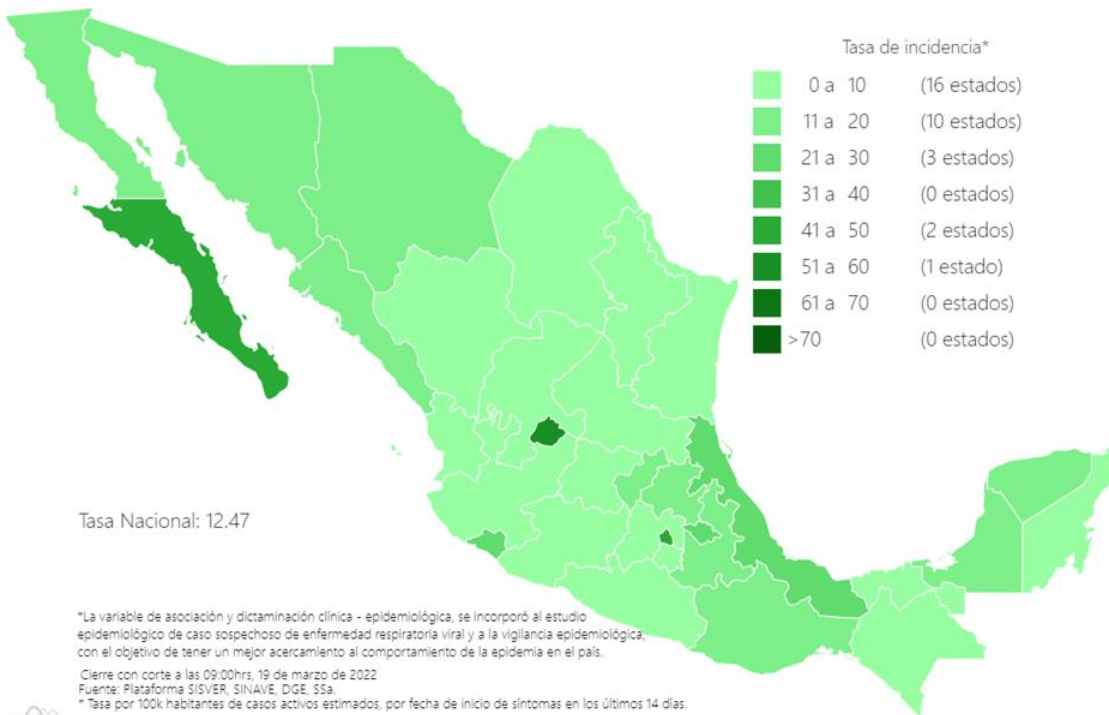 Tasa de incidencia*
0 a 10 (16 estados)
11 a 20 (10 estados)
21 a 30 (3 estados)
31 a 40 (0 estados)
41 a 50 (2 estados)
51 a 60 (1 estado)
61 a 70 (0 estados)
>70 (0 estados)
Tasa Nacional: 12.47
*La variable de asociación y dictaminación clínica - epidemiológica, se incorporó al estudio
epidemiológico de caso sospechoso de enfermedad respiratoria viral y a la vigilancia epidemiológica,
con el objetivo de tener un mejor acercamiento al comportamiento de la epidemia en el país.
Cierre con corte a las 09:00hrs, 19 de marzo de 2022
Fuente: Plataforma SISVER, SINAVE, DGE, SSa.
* Tasa por 100k habitantes de casos activos estimados, por fecha de inicio de síntomas en los últimos 14 días.